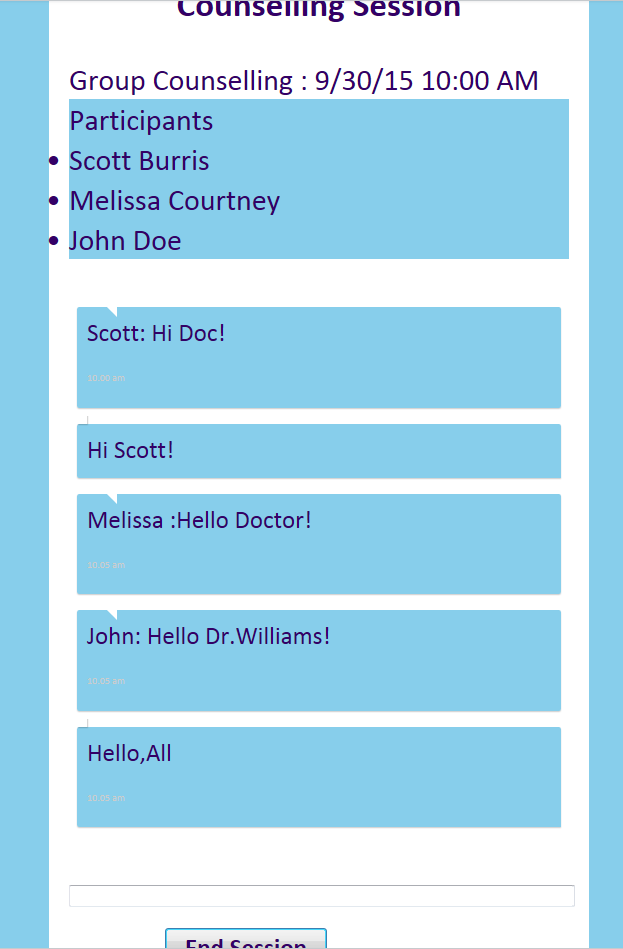 Counselling Session
Group Counselling : 9/30/15 10:00 AM
Participants
• Scott Burris
• Melissa Courtney
• John Doe
Scott: Hi Doc!
10.00 am
Hi Scott!
Melissa :Hello Doctor!
10.05 am
John: Hello Dr.Williams!
10.05 am
Hello,All
10.05 am
End Session